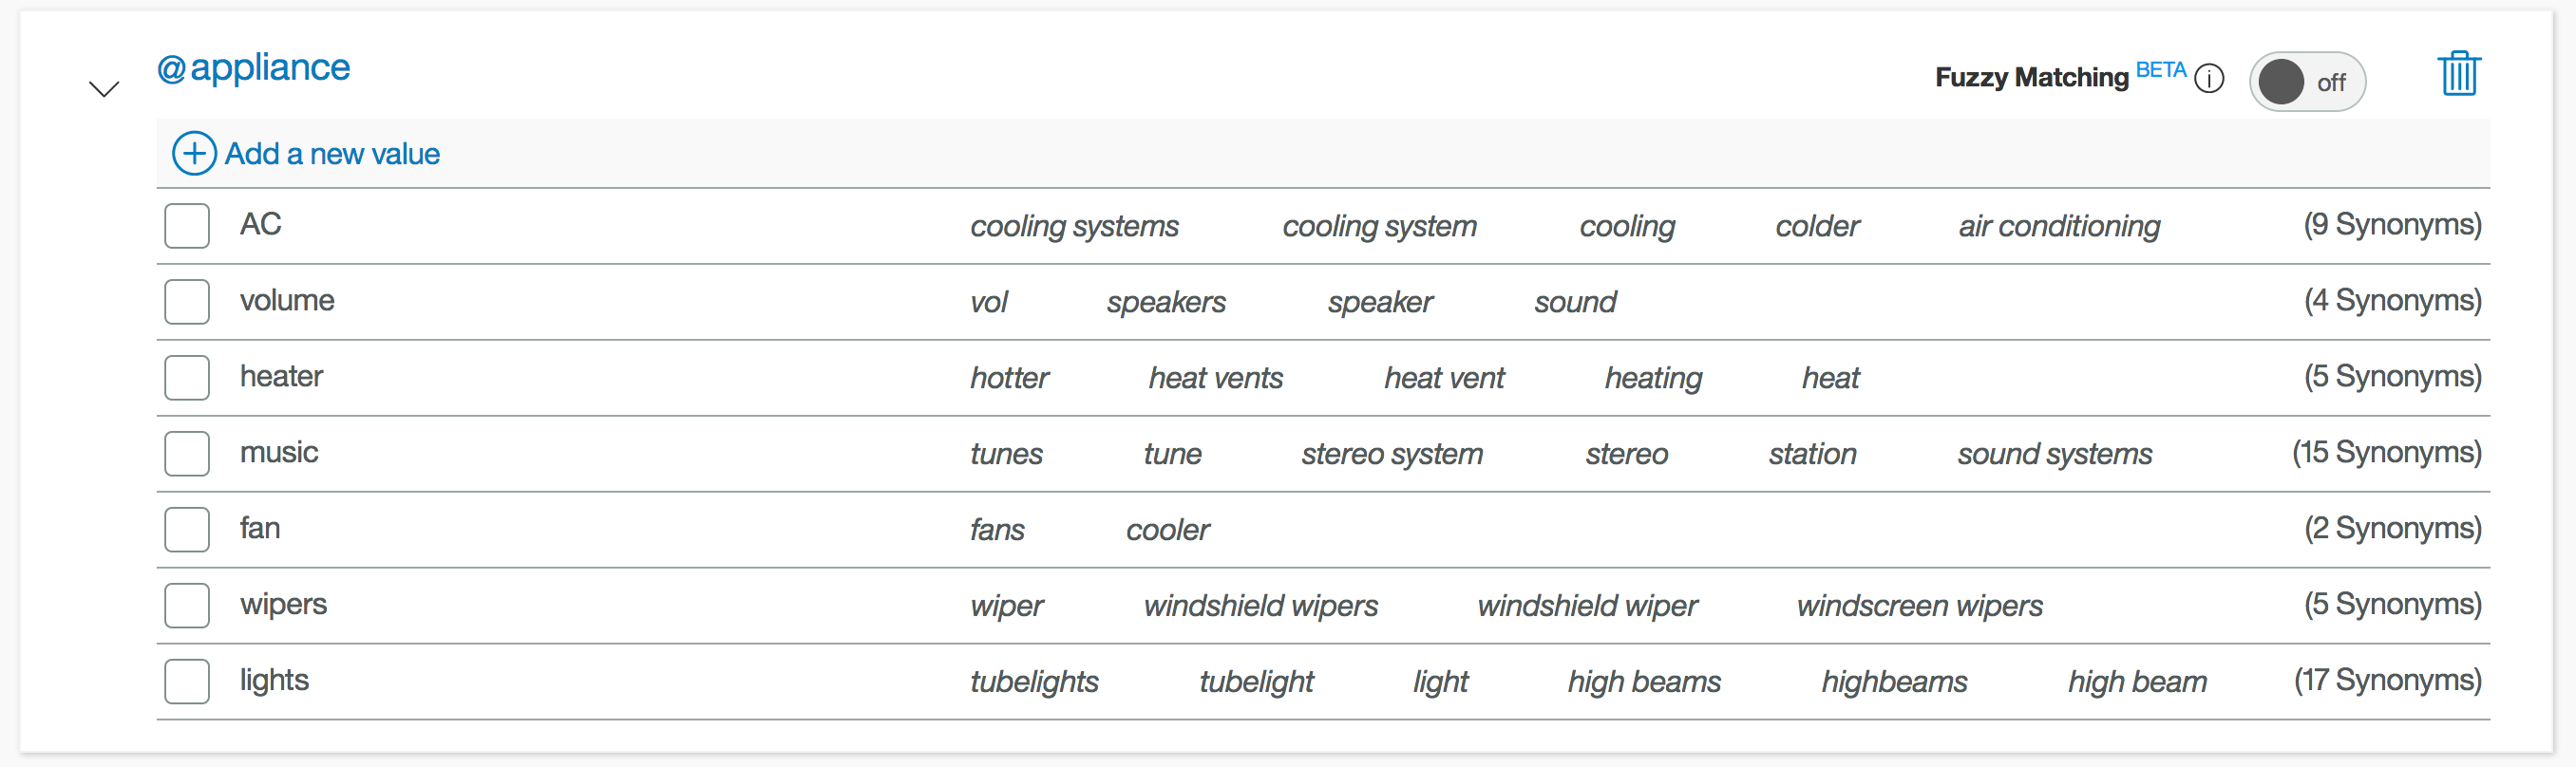 @appliance
Fuzzy Matching BETA i off
Add a new value
AC cooling systems cooling system cooling colder air conditioning (9 Synonyms)
volume vol speakers speaker sound (4 Synonyms)
heater hotter heat vents heat vent heating heat (5 Synonyms)
music tunes tune stereo system stereo station sound systems (15 Synonyms)
fan fans cooler (2 Synonyms)
wipers wiper windshield wipers windshield wiper windscreen wipers (5 Synonyms)
lights tubelights tubelight light high beams highbeams high beam (17 Synonyms)